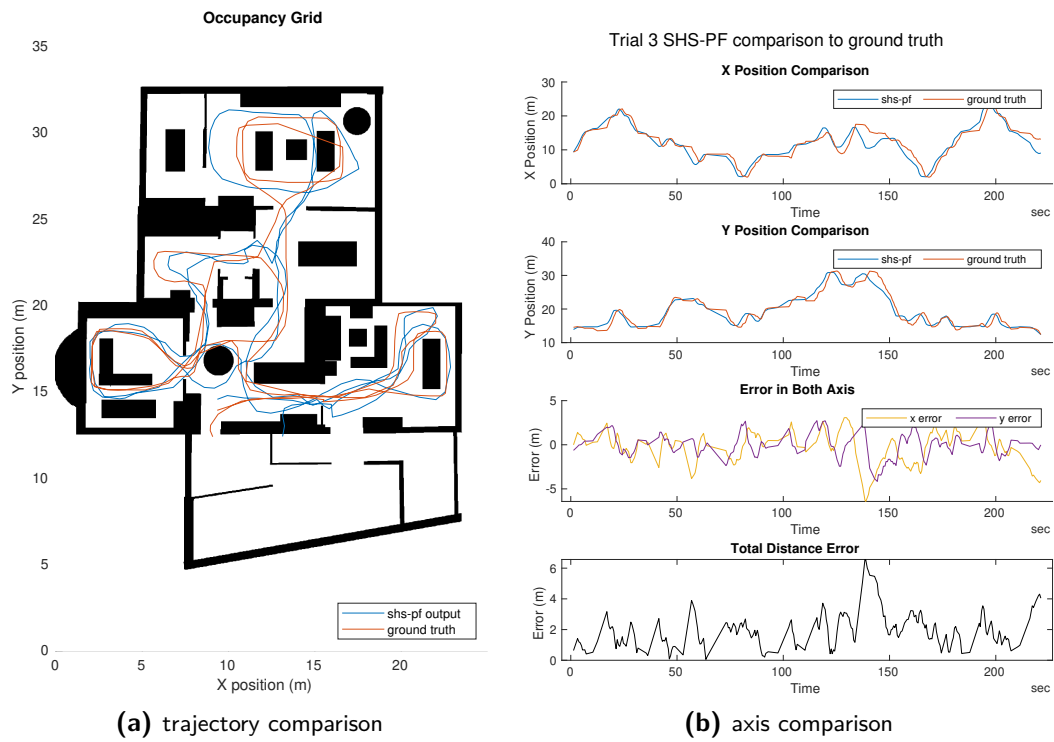 Occupancy Grid
35
30
25
20
15
10
5
0
0 5 10 15 20
Y position (m)
X position (m)
shs-pf output
ground truth
(a) trajectory comparison
Trial 3 SHS-PF comparison to ground truth
X Position Comparison
30
20
10
0
X Position (m)
shs-pf ground truth
0 50 100 150 200
Time sec
Y Position Comparison
40
30
20
10
Y Position (m)
shs-pf ground truth
0 50 100 150 200
Time sec
Error in Both Axis
5
0
-5
Error (m)
x error y error
0 50 100 150 200
Time sec
Total Distance Error
6
4
2
0
Error (m)
0 50 100 150 200
Time sec
(b) axis comparison